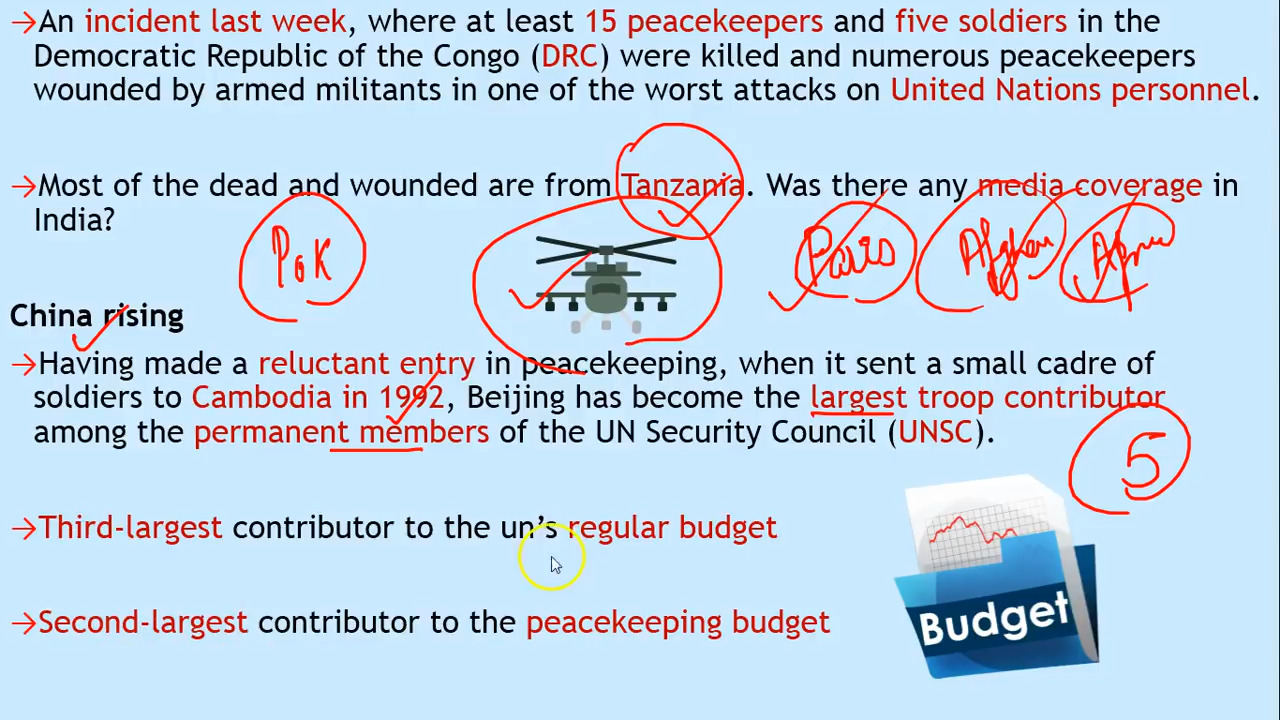 →An incident last week, where at least 15 peacekeepers and five soldiers in the
Democratic Republic of the Congo (DRC) were killed and numerous peacekeepers
wounded by armed militants in one of the worst attacks on United Nations personnel.
→Most of the dead and wounded are from Tanzania. Was there any media coverage in
India?
PoK Paris Afghan
China rising
→Having made a reluctant entry in peacekeeping, when it sent a small cadre of
soldiers to Cambodia in 1992, Beijing has become the largest troop contributor
among the permanent members of the UN Security Council (UNSC).
5
→Third-largest contributor to the un's regular budget
→Second-largest contributor to the peacekeeping budget
Budget